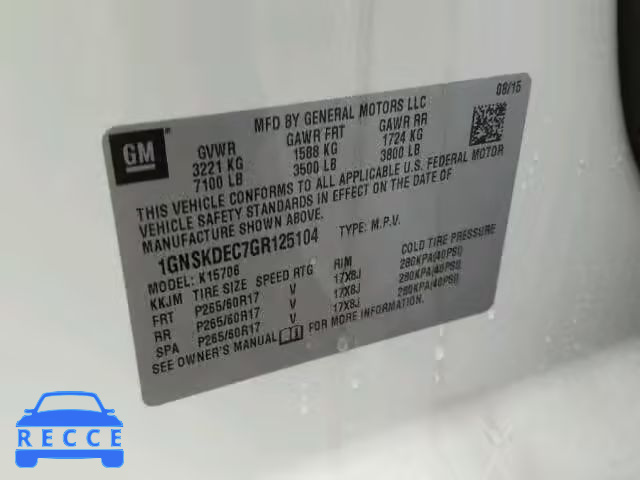 08/15
MFD BY GENERAL MOTORS LLC
GM
GVWR GAWR FRT GAWR RR
3221 KG 1588 KG 1724 KG
7100 LB 3500 LB 3800 LB
THIS VEHICLE CONFORMS TO ALL APPLICABLE U.S. FEDERAL MOTOR
VEHICLE SAFETY STANDARDS IN EFFECT ON THE DATE OF
MANUFACTURE SHOWN ABOVE.
1GNSKDEC7GR125104 TYPE: M.P.V.
MODEL: K15706
KKJM TIRE SIZE SPEED RTG RIM COLD TIRE PRESSURE
FRT P265/60R17 V 17X8J 280KPA(40PSI)
RR P265/60R17 V 17X8J 280KPA(40PSI)
SPA P265/60R17 V 17X8J 280KPA(40PSI)
SEE OWNER'S MANUAL FOR MORE INFORMATION.
RECCE